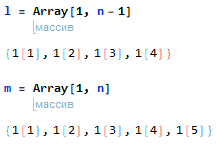 l = Array[1, n - 1]
массив
{1[1], 1[2], 1[3], 1[4]}
m = Array[1, n]
массив
{1[1], 1[2], 1[3], 1[4], 1[5]}